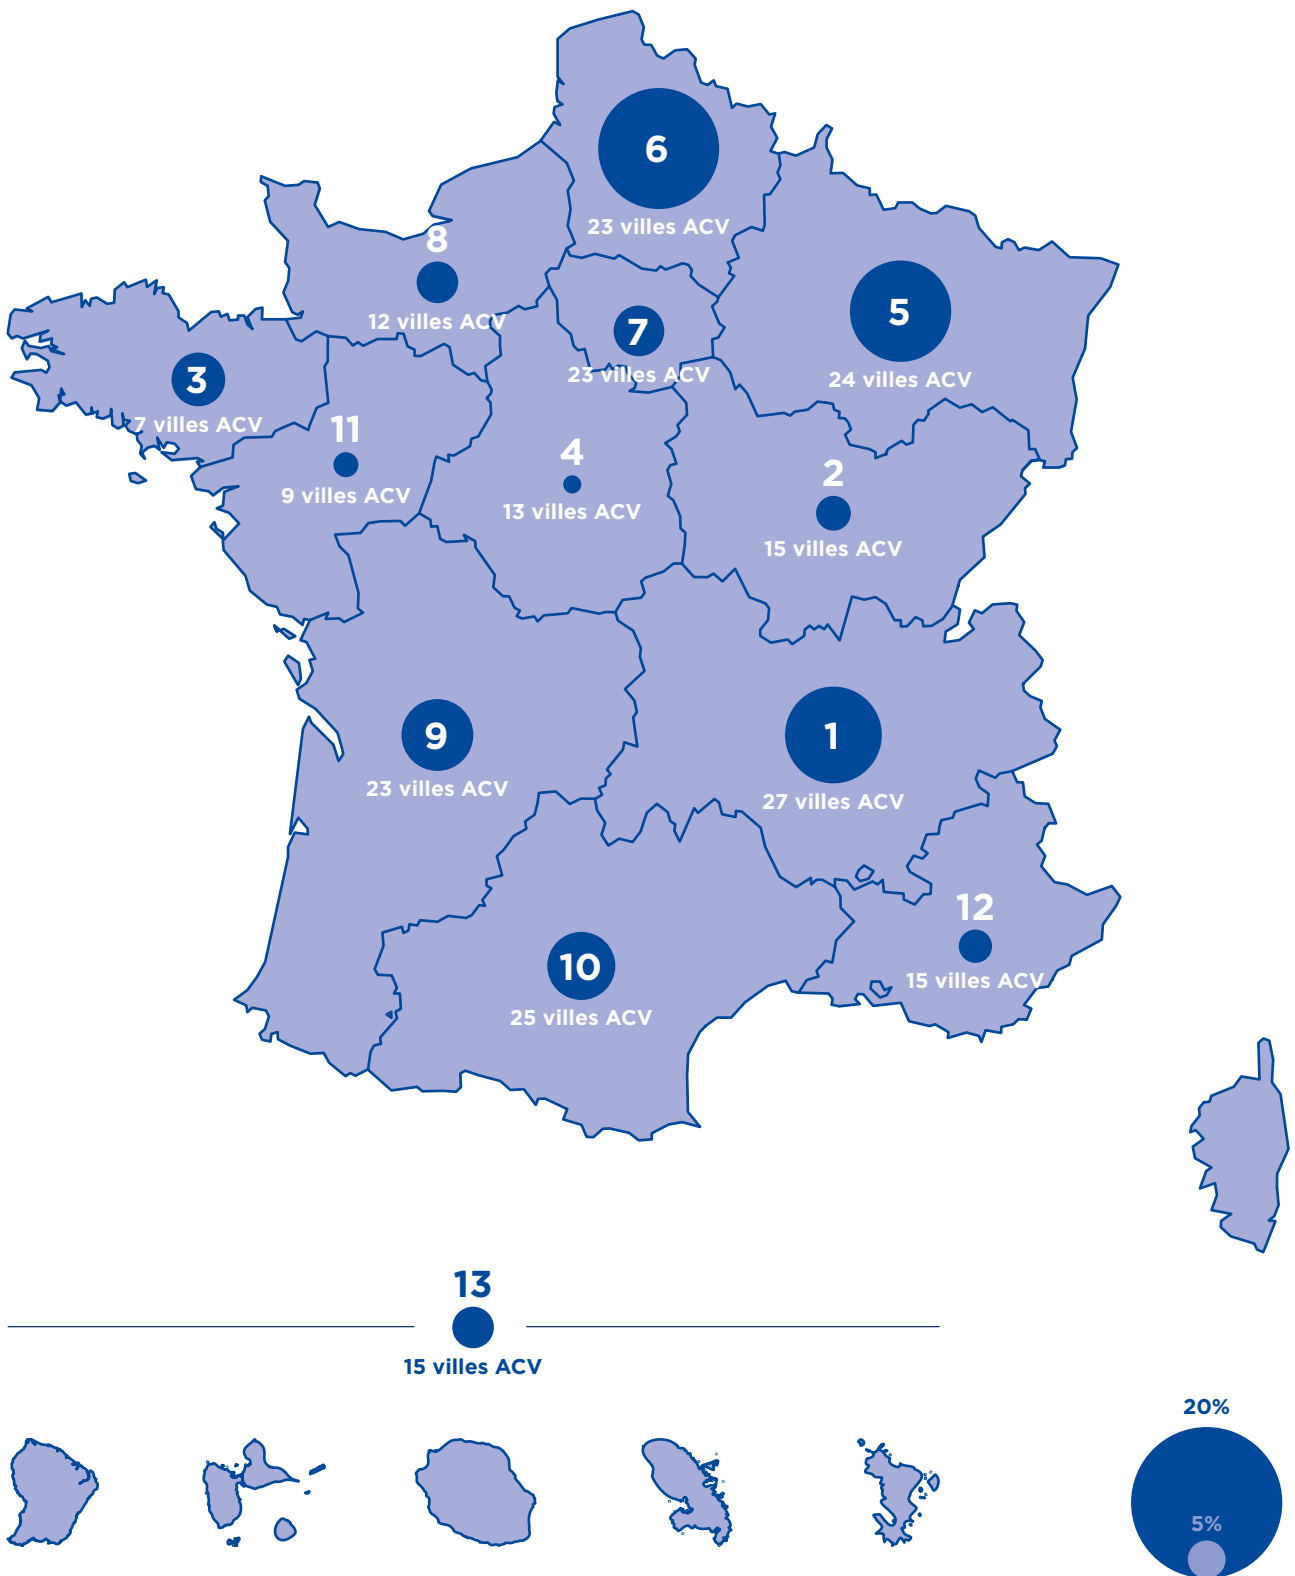 6
23 villes ACV
8
12 villes ACV
5
24 villes ACV
7
23 villes ACV
3
7 villes ACV
11
9 villes ACV
4
13 villes ACV
2
15 villes ACV
9
23 villes ACV
1
27 villes ACV
12
15 villes ACV
10
25 villes ACV
13
15 villes ACV
20%
5%